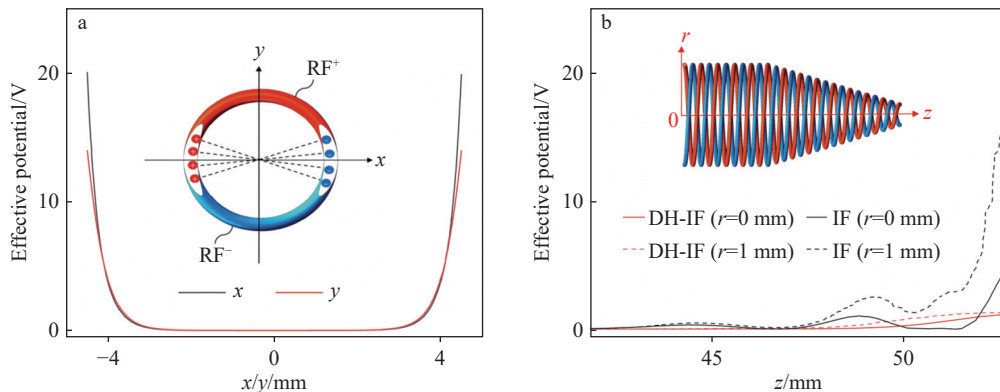 a
Effective potential/V
20
10
0
−4
0
4
x/y/mm
y
x
RF⁺
RF⁻
x
y
b
Effective potential/V
20
10
0
45
50
z/mm
r
0
z
DH-IF (r=0 mm)
IF (r=0 mm)
DH-IF (r=1 mm)
IF (r=1 mm)